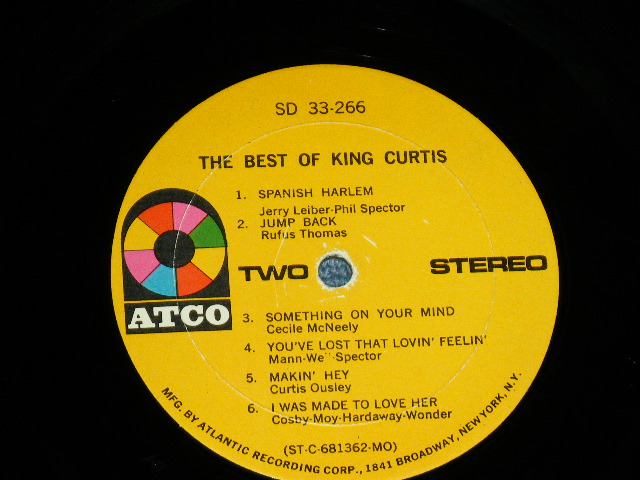 SD 33-266
THE BEST OF KING CURTIS
1. SPANISH HARLEM
Jerry Leiber-Phil Spector
2. JUMP BACK
Rufus Thomas
TWO
STEREO
ATCO
3. SOMETHING ON YOUR MIND
Cecile McNeely
4. YOU'VE LOST THAT LOVIN' FEELIN'
Mann-We''-Spector
5. MAKIN' HEY
Curtis Ousley
6. I WAS MADE TO LOVE HER
Cosby-Moy-Hardaway-Wonder
(ST-C-681362-MO)
MFG. BY ATLANTIC RECORDING CORP., 1841 BROADWAY, NEW YORK, N.Y.